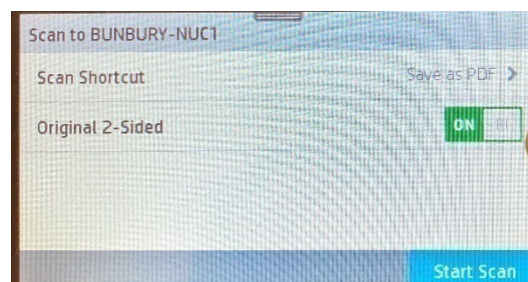 Scan to BUNBURY-NUC1
Scan Shortcut Save as PDF >
Original 2-Sided ON
Start Scan